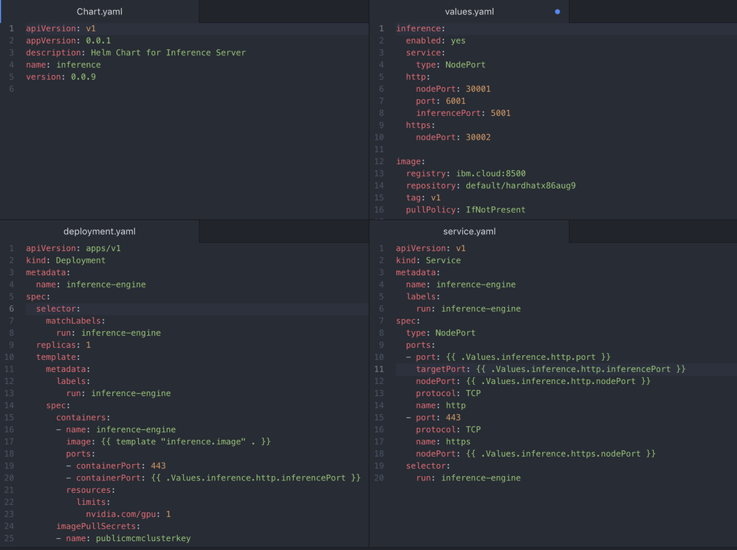 Chart.yaml
1 apiVersion: v1
2 appVersion: 0.0.1
3 description: Helm Chart for Inference Server
4 name: inference
5 version: 0.0.9
6
values.yaml
1 inference:
2   enabled: yes
3   service:
4     type: NodePort
5   http:
6     nodePort: 30001
7     port: 6001
8     inferencePort: 5001
9   https:
10     nodePort: 30002
11
12 image:
13   registry: ibm.cloud:8500
14   repository: default/hardhatx86aug9
15   tag: v1
16   pullPolicy: IfNotPresent
deployment.yaml
1 apiVersion: apps/v1
2 kind: Deployment
3 metadata:
4   name: inference-engine
5 spec:
6   selector:
7     matchLabels:
8       run: inference-engine
9   replicas: 1
10   template:
11     metadata:
12       labels:
13         run: inference-engine
14     spec:
15       containers:
16       - name: inference-engine
17         image: {{ template "inference.image" . }}
18         ports:
19         - containerPort: 443
20         - containerPort: {{ .Values.inference.http.inferencePort }}
21         resources:
22           limits:
23             nvidia.com/gpu: 1
24       imagePullSecrets:
25       - name: publicmcmclusterkey
service.yaml
1 apiVersion: v1
2 kind: Service
3 metadata:
4   name: inference-engine
5   labels:
6     run: inference-engine
7 spec:
8   type: NodePort
9   ports:
10   - port: {{ .Values.inference.http.port }}
11     targetPort: {{ .Values.inference.http.inferencePort }}
12     nodePort: {{ .Values.inference.http.nodePort }}
13     protocol: TCP
14     name: http
15   - port: 443
16     protocol: TCP
17     name: https
18     nodePort: {{ .Values.inference.https.nodePort }}
19   selector:
20     run: inference-engine